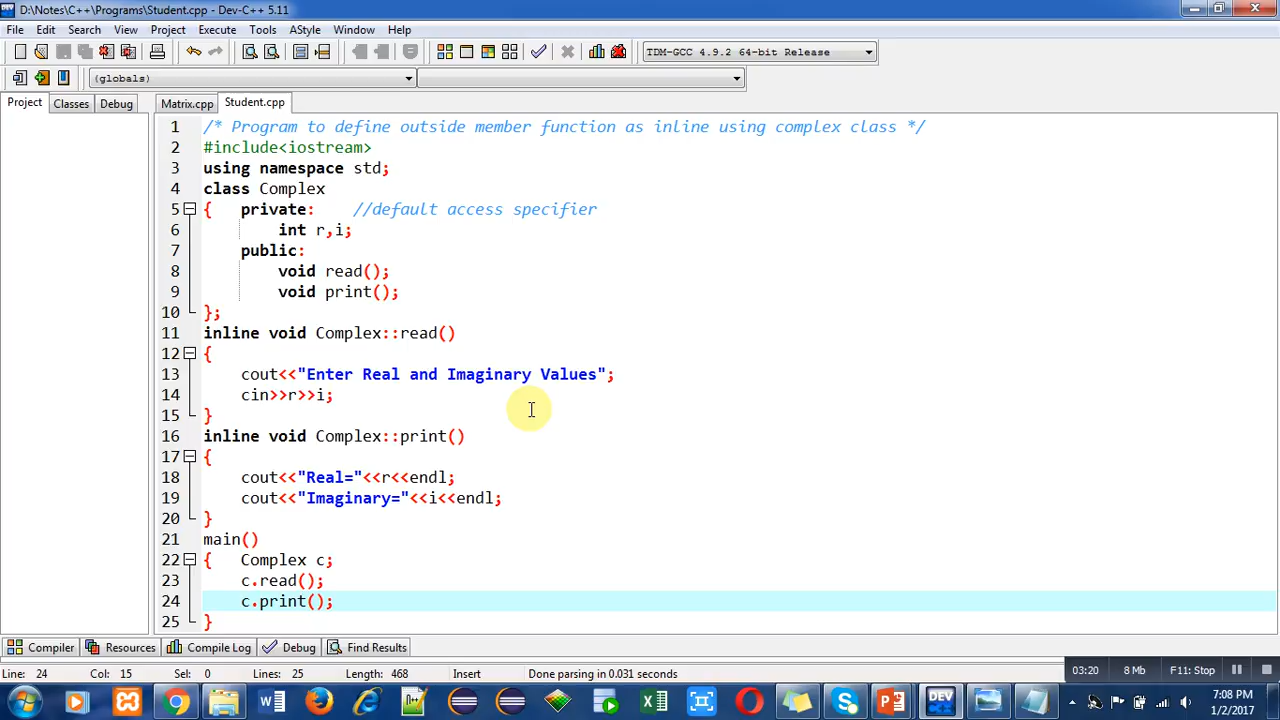 D:\Notes\C++\Programs\Student.cpp - Dev-C++ 5.11
File Edit Search View Project Execute Tools AStyle Window Help
TDM-GCC 4.9.2 64-bit Release
(globals)
Project Classes Debug Matrix.cpp Student.cpp
1 /* Program to define outside member function as inline using complex class */
2 #include<iostream>
3 using namespace std;
4 class Complex
5 { private: //default access specifier
6 int r,i;
7 public:
8 void read();
9 void print();
10 };
11 inline void Complex::read()
12 {
13 cout<<"Enter Real and Imaginary Values";
14 cin>>r>>i;
15 }
16 inline void Complex::print()
17 {
18 cout<<"Real="<<r<<endl;
19 cout<<"Imaginary="<<i<<endl;
20 }
21 main()
22 { Complex c;
23 c.read();
24 c.print();
25 }
Compiler Resources Compile Log Debug Find Results
Line: 24 Col: 15 Sel: 0 Lines: 25 Length: 468 Insert Done parsing in 0.031 seconds
03:20 8 Mb F11: Stop
DEV
7:08 PM
1/2/2017